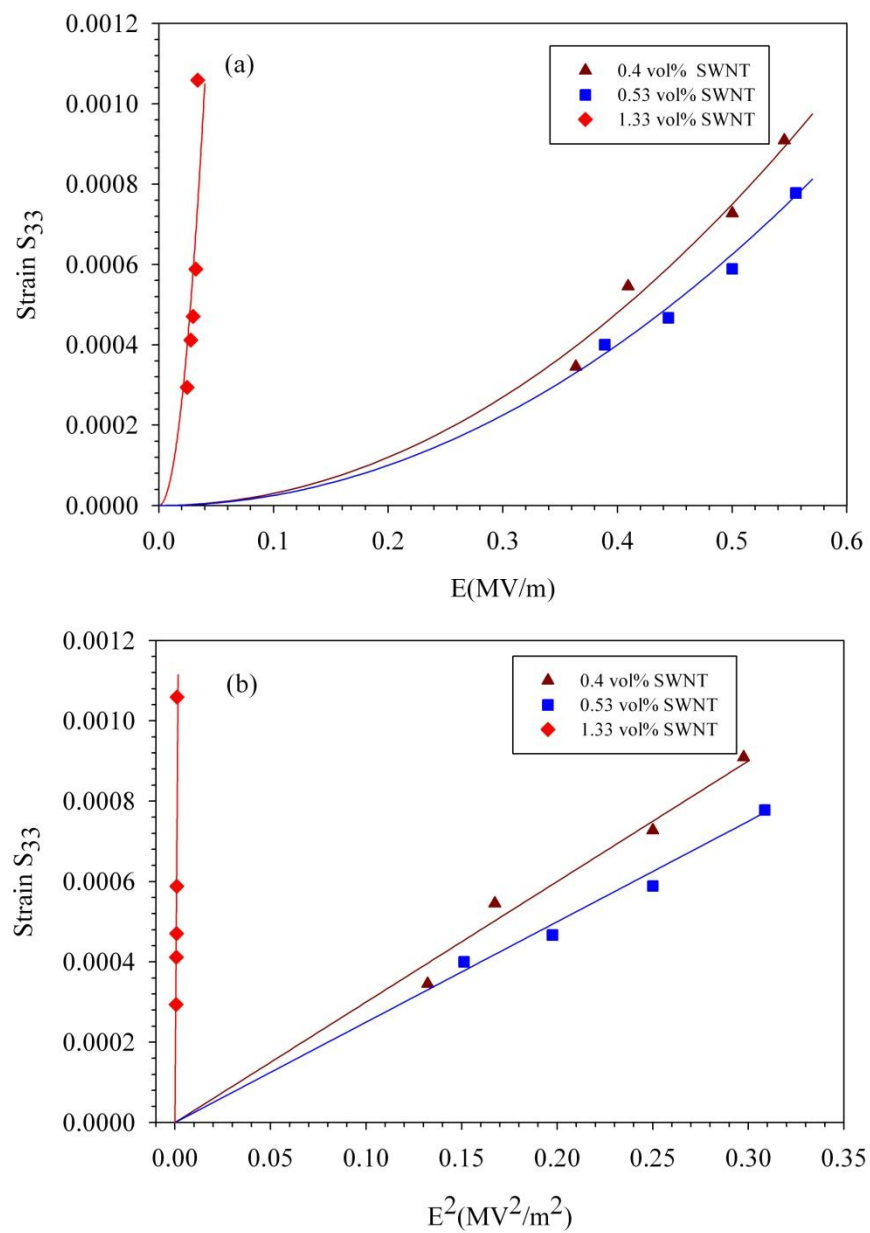 0.0012
(a)
0.4 vol% SWNT
0.0010
0.53 vol% SWNT
1.33 vol% SWNT
0.0008
Strain S33
0.0006
0.0004
0.0002
0.0000
0.0 0.1 0.2 0.3 0.4 0.5 0.6
E(MV/m)
0.0012
(b)
0.4 vol% SWNT
0.53 vol% SWNT
0.0010
1.33 vol% SWNT
0.0008
Strain S33
0.0006
0.0004
0.0002
0.0000
0.00 0.05 0.10 0.15 0.20 0.25 0.30 0.35
E²(MV²/m²)